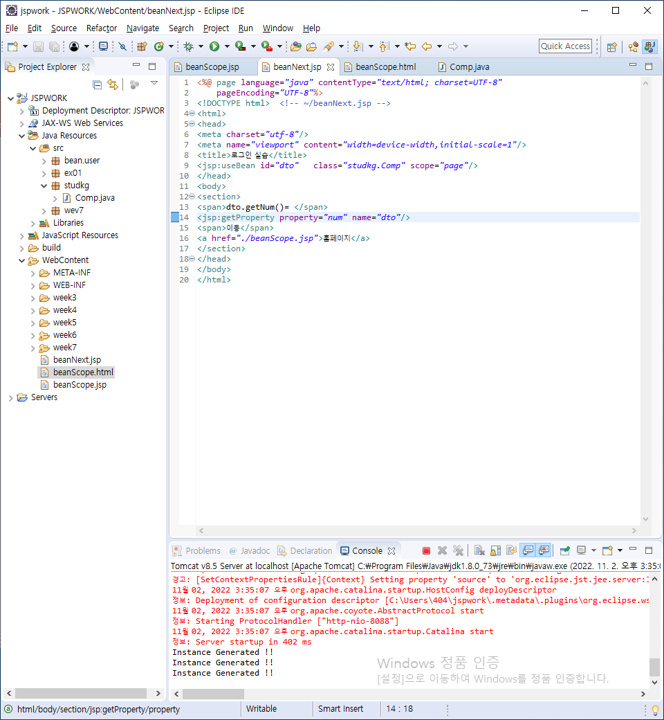 jspwork - JSPWORK/WebContent/beanNext.jsp - Eclipse IDE
File Edit Source Refactor Navigate Search Project Run Window Help
Quick Access
Project Explorer
JSPWORK
Deployment Descriptor: JSPWOR
JAX-WS Web Services
Java Resources
src
bean.user
ex01
studkg
Comp.java
wev7
Libraries
JavaScript Resources
build
WebContent
META-INF
WEB-INF
week3
week4
week5
week6
week7
beanNext.jsp
beanScope.html
beanScope.jsp
Servers
beanScope.jsp beanNext.jsp beanScope.html Comp.java
1 <%@ page language="java" contentType="text/html; charset=UTF-8"
2 pageEncoding="UTF-8"%>
3 <!DOCTYPE html> <!-- ~/beanNext.jsp -->
4 <html>
5 <head>
6 <meta charset="utf-8"/>
7 <meta name="viewport" content="width=device-width,initial-scale=1"/>
8 <title>로그인 실습</title>
9 <jsp:useBean id="dto" class="studkg.Comp" scope="page"/>
10 </head>
11 <body>
12 <section>
13 <span>dto.getNum()= </span>
14 <jsp:getProperty property="num" name="dto"/>
15 <span>이동</span>
16 <a href="./beanScope.jsp">홈페이지</a>
17 </section>
18 </head>
19 </body>
20 </html>
Problems Javadoc Declaration Console
Tomcat v8.5 Server at localhost [Apache Tomcat] C:₩Program Files₩Java₩jdk1.8.0_73₩jre₩bin₩javaw.exe (2022. 11. 2. 오후 3:35:0
경고: [SetContextPropertiesRule]{Context} Setting property 'source' to 'org.eclipse.jst.jee.server:
11월 02, 2022 3:35:07 오후 org.apache.catalina.startup.HostConfig deployDescriptor
정보: Deployment of configuration descriptor [C:\Users\404\jspwork\.metadata\.plugins\org.eclipse.ws
11월 02, 2022 3:35:07 오후 org.apache.coyote.AbstractProtocol start
정보: Starting ProtocolHandler ["http-nio-8088"]
11월 02, 2022 3:35:07 오후 org.apache.catalina.startup.Catalina start
정보: Server startup in 402 ms
Instance Generated !!
Instance Generated !!
Instance Generated !!
Windows 정품 인증
[설정]으로 이동하여 Windows를 정품 인증합니다.
html/body/section/jsp:getProperty/property Writable Smart Insert 14 : 18